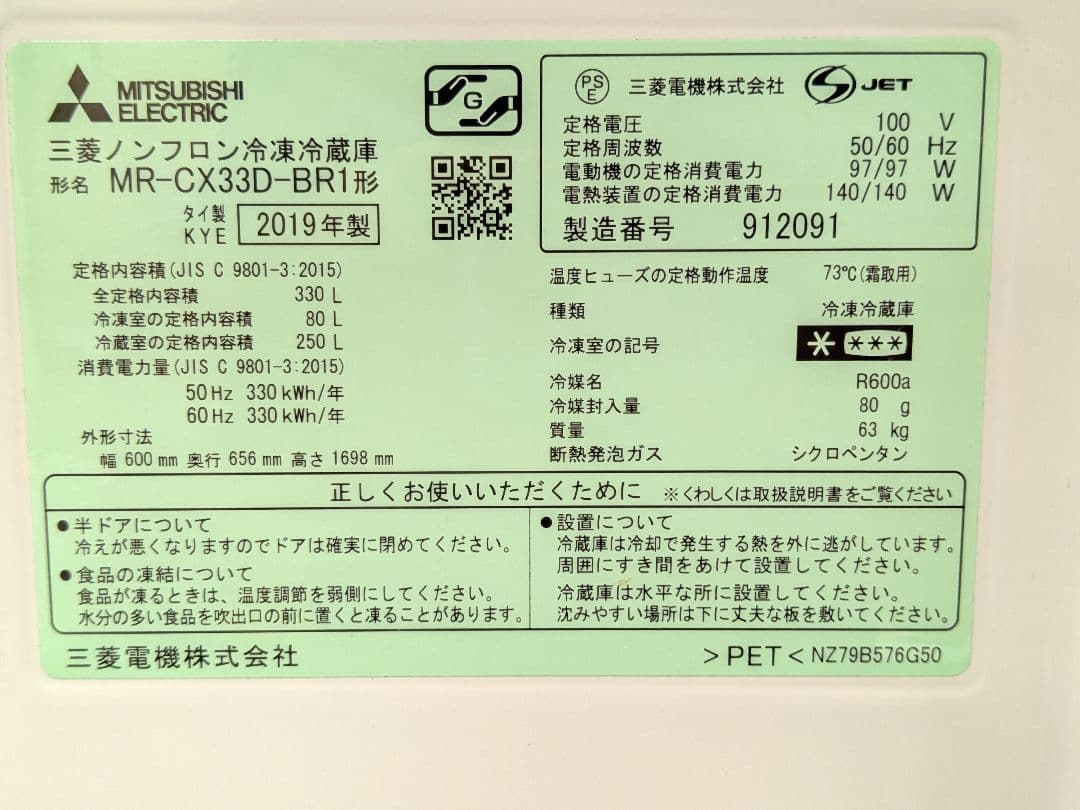 MITSUBISHI
ELECTRIC
三菱ノンフロン冷凍冷蔵庫
形名 MR-CX33D-BR1形
タイ製
KYE
2019年製
G
定格内容積(JIS C 9801-3:2015)
全定格内容積 330 L
冷凍室の定格内容積 80 L
冷蔵室の定格内容積 250 L
消費電力量(JIS C 9801-3:2015)
50Hz 330kWh/年
60Hz 330kWh/年
外形寸法
幅 600mm 奥行 656mm 高さ 1698mm
PS
E
三菱電機株式会社 JET
定格電圧 100 V
定格周波数 50/60 Hz
電動機の定格消費電力 97/97 W
電熱装置の定格消費電力 140/140 W
製造番号 912091
温度ヒューズの定格動作温度 73℃(霜取用)
種類 冷凍冷蔵庫
冷凍室の記号 * ***
冷媒名 R600a
冷媒封入量 80 g
質量 63 kg
断熱発泡ガス シクロペンタン
正しくお使いいただくために ※くわしくは取扱説明書をご覧ください
●半ドアについて
冷えが悪くなりますのでドアは確実に閉めてください。
●食品の凍結について
食品が凍るときは、温度調節を弱側にしてください。
水分の多い食品を吹出口の前に置くと凍ることがあります。
●設置について
冷蔵庫は冷却で発生する熱を外に逃がしています。
周囲にすき間をあけて設置してください。
冷蔵庫は水平な所に設置してください。
沈みやすい場所は下に丈夫な板を敷いてください。
三菱電機株式会社
>PET< NZ79B576G50